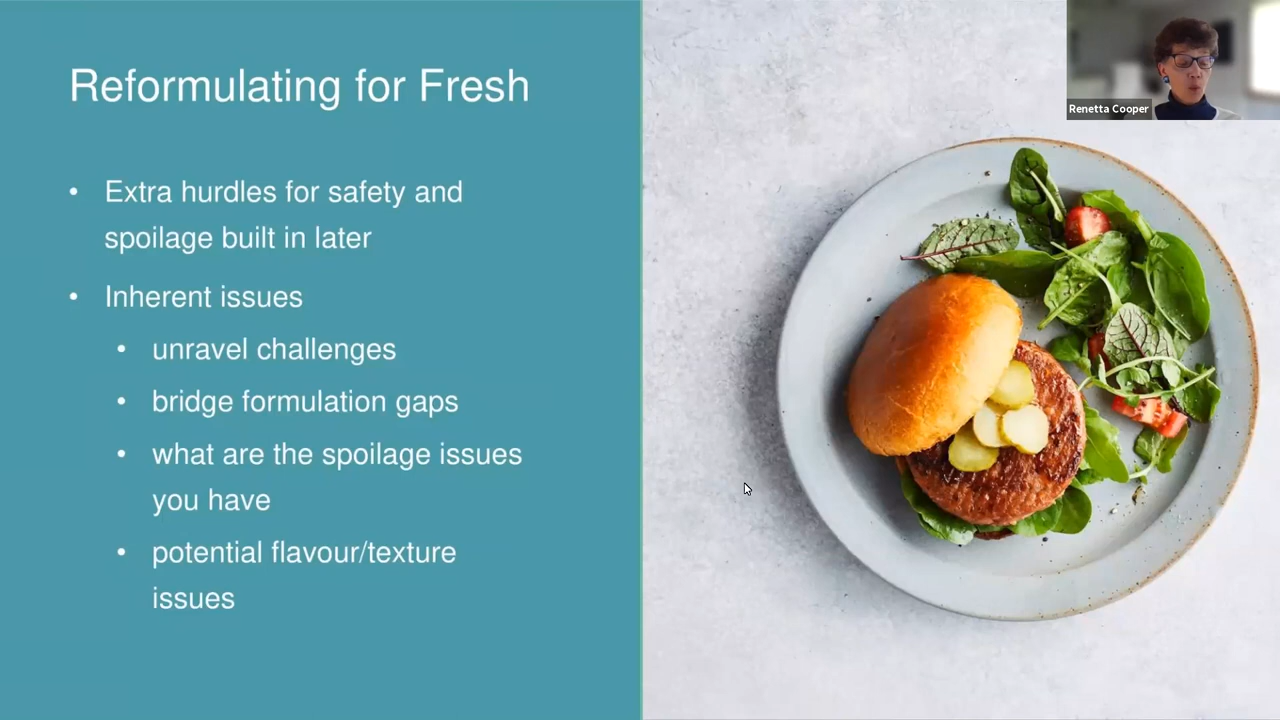 Reformulating for Fresh
• Extra hurdles for safety and
spoilage built in later
• Inherent issues
• unravel challenges
• bridge formulation gaps
• what are the spoilage issues
you have
• potential flavour/texture
issues
Renetta Cooper